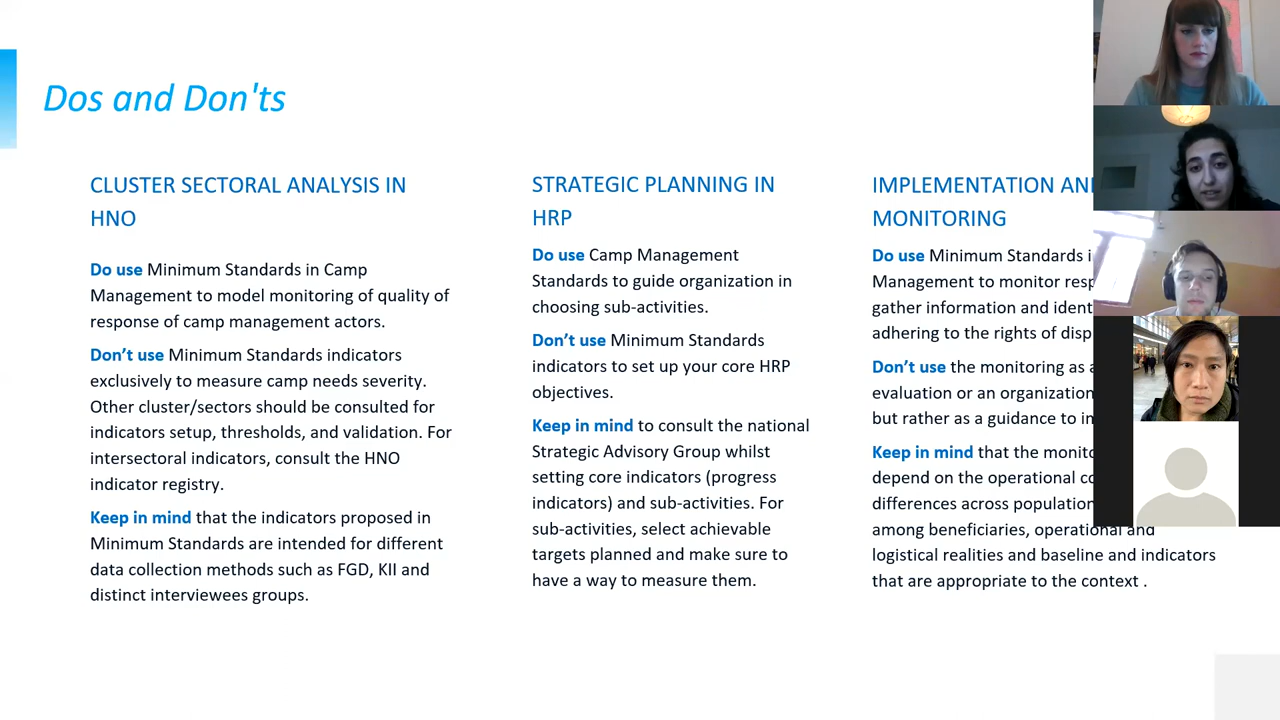 Dos and Don'ts
CLUSTER SECTORAL ANALYSIS IN
HNO
Do use Minimum Standards in Camp
Management to model monitoring of quality of
response of camp management actors.
Don’t use Minimum Standards indicators
exclusively to measure camp needs severity.
Other cluster/sectors should be consulted for
indicators setup, thresholds, and validation. For
intersectoral indicators, consult the HNO
indicator registry.
Keep in mind that the indicators proposed in
Minimum Standards are intended for different
data collection methods such as FGD, KII and
distinct interviewees groups.
STRATEGIC PLANNING IN
HRP
Do use Camp Management
Standards to guide organization in
choosing sub-activities.
Don’t use Minimum Standards
indicators to set up your core HRP
objectives.
Keep in mind to consult the national
Strategic Advisory Group whilst
setting core indicators (progress
indicators) and sub-activities. For
sub-activities, select achievable
targets planned and make sure to
have a way to measure them.
IMPLEMENTATION
MONITORING
Do use Minimum Standards
Management to monitor
gather information and
adhering to the rights of
Don’t use the monitoring as
evaluation or an
but rather as a guidance to
Keep in mind that the
depend on the operational
differences across
among beneficiaries, operational and
logistical realities and baseline and indicators
that are appropriate to the context .